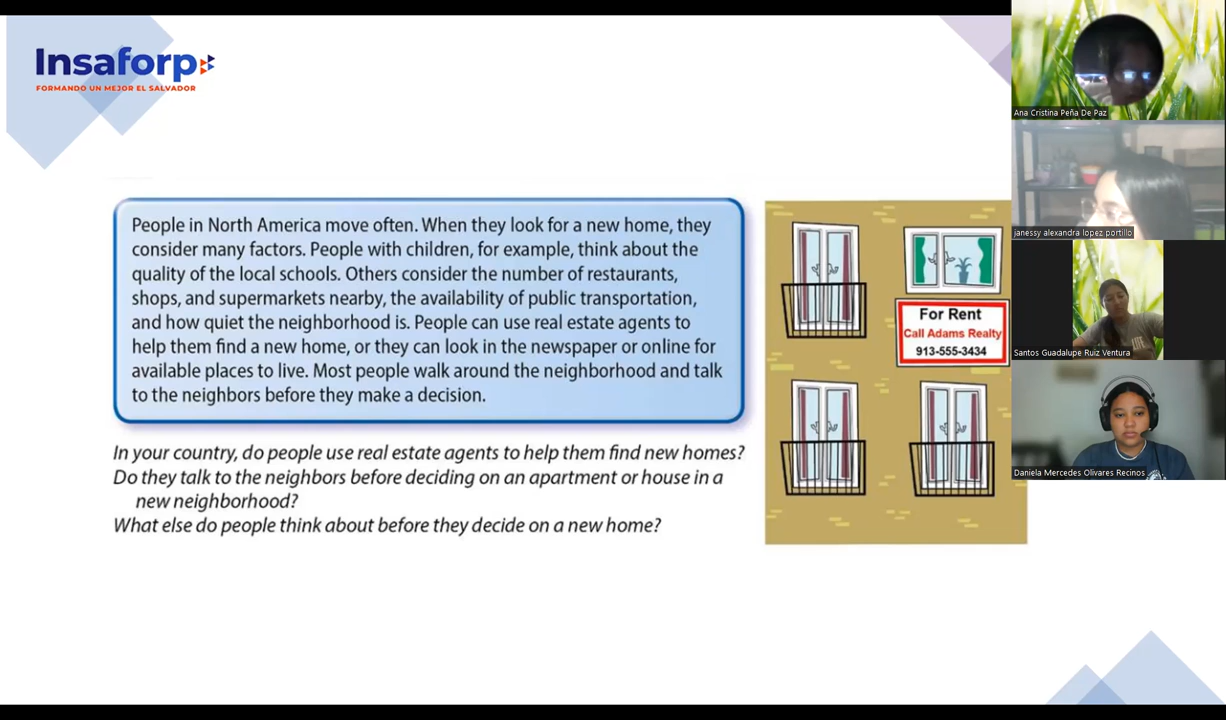 Insaforp
FORMANDO UN MEJOR EL SALVADOR
People in North America move often. When they look for a new home, they
consider many factors. People with children, for example, think about the
quality of the local schools. Others consider the number of restaurants,
shops, and supermarkets nearby, the availability of public transportation,
and how quiet the neighborhood is. People can use real estate agents to
help them find a new home, or they can look in the newspaper or online for
available places to live. Most people walk around the neighborhood and talk
to the neighbors before they make a decision.
For Rent
Call Adams Realty
913-555-3434
In your country, do people use real estate agents to help them find new homes?
Do they talk to the neighbors before deciding on an apartment or house in a
new neighborhood?
What else do people think about before they decide on a new home?
Ana Cristina Peña De Paz
janessy alexandra lopez portillo
Santos Guadalupe Ruiz Ventura
Daniela Mercedes Olivares Recinos